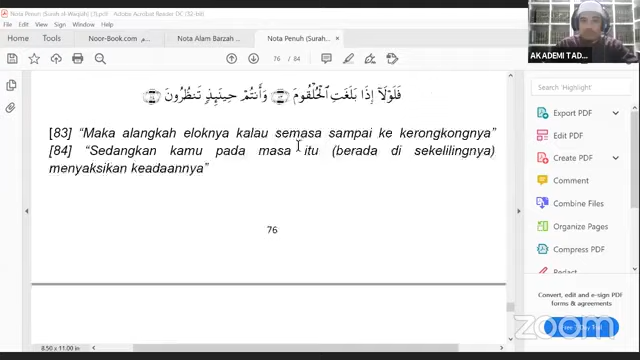 Nota Penuh (Surah al-Waqiah) (3).pdf - Adobe Acrobat Reader DC (32-bit)
File Edit View Sign Window Help
Home Tools Noor-Book.com Nota Alam Barzah Nota Penuh (Surah... ×
76 / 84
AKADEMI TAD...
Search 'Highlight'
فَلَوْلَآ إِذَا بَلَغَتِ ٱلْحُلْقُومَ ﴿٨٣﴾ وَأَنتُمْ حِينَئِذٍ تَنظُرُونَ ﴿٨٤﴾
[83] “Maka alangkah eloknya kalau semasa sampai ke kerongkongnya”
[84] “Sedangkan kamu pada masa itu (berada di sekelilingnya)
menyaksikan keadaannya”
76
8.50 x 11.00 in
Export PDF
Edit PDF
Create PDF
Comment
Combine Files
Organize Pages
Compress PDF
Redact
Convert, edit and e-sign PDF
forms & agreements
Free 7-Day Trial
zoom